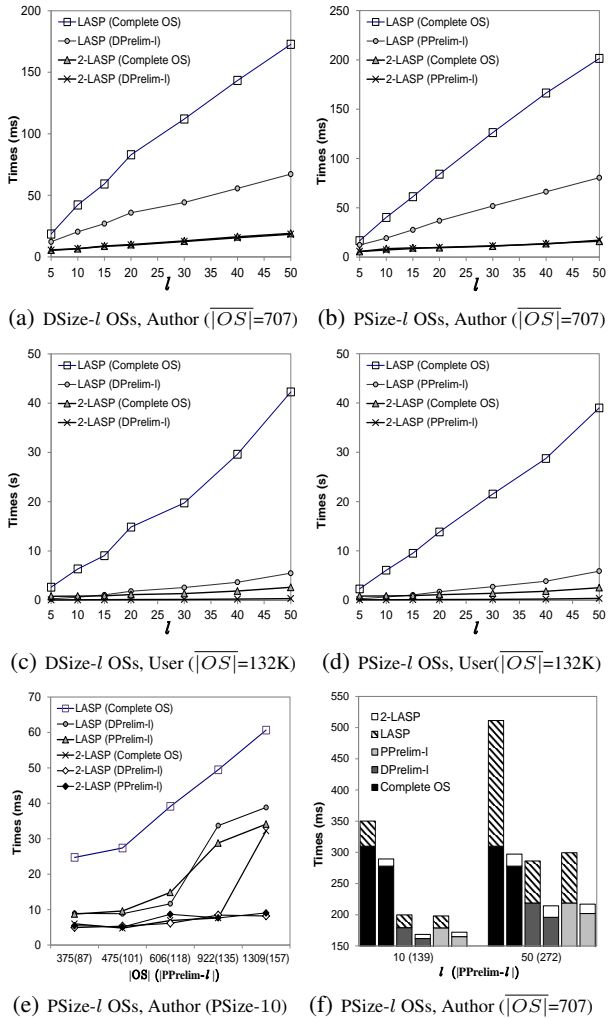 200
150
100
50
0
Times (ms)
LASP (Complete OS)
LASP (DPrelim-l)
2-LASP (Complete OS)
2-LASP (DPrelim-l)
5 10 15 20 25 30 35 40 45 50
l
(a) DSize-l OSs, Author (|OS|=707)
250
200
150
100
50
0
Times (ms)
LASP (Complete OS)
LASP (PPrelim-l)
2-LASP (Complete OS)
2-LASP (PPrelim-l)
5 10 15 20 25 30 35 40 45 50
l
(b) PSize-l OSs, Author (|OS|=707)
50
40
30
20
10
0
Times (s)
LASP (Complete OS)
LASP (DPrelim-l)
2-LASP (Complete OS)
2-LASP (DPrelim-l)
5 10 15 20 25 30 35 40 45 50
l
(c) DSize-l OSs, User (|OS|=132K)
50
40
30
20
10
0
Times (s)
LASP (Complete OS)
LASP (PPrelim-l)
2-LASP (Complete OS)
2-LASP (PPrelim-l)
5 10 15 20 25 30 35 40 45 50
l
(d) PSize-l OSs, User(|OS|=132K)
70
60
50
40
30
20
10
0
Times (ms)
LASP (Complete OS)
LASP (DPrelim-l)
LASP (PPrelim-l)
2-LASP (Complete OS)
2-LASP (DPrelim-l)
2-LASP (PPrelim-l)
375(87) 475(101) 606(118) 922(135) 1309(157)
|OS| (|PPrelim-l|)
(e) PSize-l OSs, Author (PSize-10)
550
500
450
400
350
300
250
200
150
Times (ms)
2-LASP
LASP
PPrelim-l
DPrelim-l
Complete OS
10 (139) 50 (272)
l (|PPrelim-l|)
(f) PSize-l OSs, Author (|OS|=707)